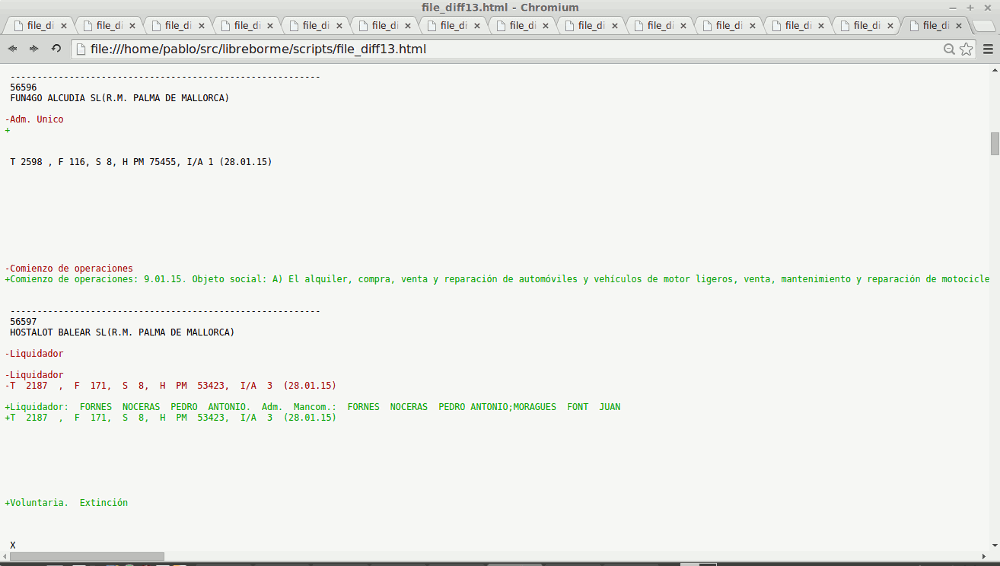 file_diff13.html - Chromium
file_di × file_di × file_di × file_di × file_di × file_di × file_di × file_di × file_di × file_di × file_di × file_di × file_di × file_di ×
file:///home/pablo/src/libreborme/scripts/file_diff13.html
------------------------------------------------------------
56596
FUN4GO ALCUDIA SL(R.M. PALMA DE MALLORCA)
-Adm. Unico
+
T 2598 , F 116, S 8, H PM 75455, I/A 1 (28.01.15)
-Comienzo de operaciones
+Comienzo de operaciones: 9.01.15. Objeto social: A) El alquiler, compra, venta y reparación de automóviles y vehículos de motor ligeros, venta, mantenimiento y reparación de motocicle
------------------------------------------------------------
56597
HOSTALOT BALEAR SL(R.M. PALMA DE MALLORCA)
-Liquidador
-Liquidador
-T 2187 , F 171, S 8, H PM 53423, I/A 3 (28.01.15)
+Liquidador: FORNES NOCERAS PEDRO ANTONIO. Adm. Mancom.: FORNES NOCERAS PEDRO ANTONIO;MORAGUES FONT JUAN
+T 2187 , F 171, S 8, H PM 53423, I/A 3 (28.01.15)
+Voluntaria. Extinción
X